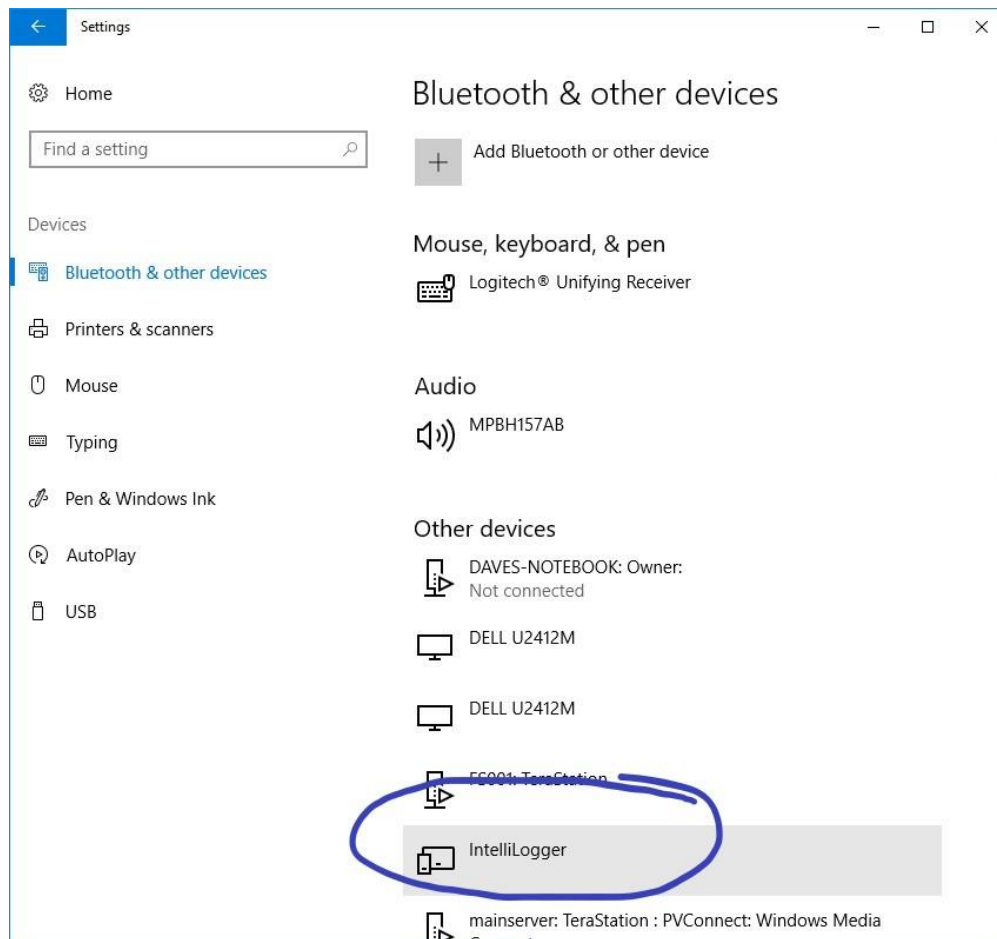 Settings
Home
Find a setting
Devices
Bluetooth & other devices
Printers & scanners
Mouse
Typing
Pen & Windows Ink
AutoPlay
USB
Bluetooth & other devices
Add Bluetooth or other device
Mouse, keyboard, & pen
Logitech® Unifying Receiver
Audio
MPBH157AB
Other devices
DAVES-NOTEBOOK: Owner:
Not connected
DELL U2412M
DELL U2412M
FS001: TeraStation
IntelliLogger
mainserver: TeraStation : PVConnect: Windows Media